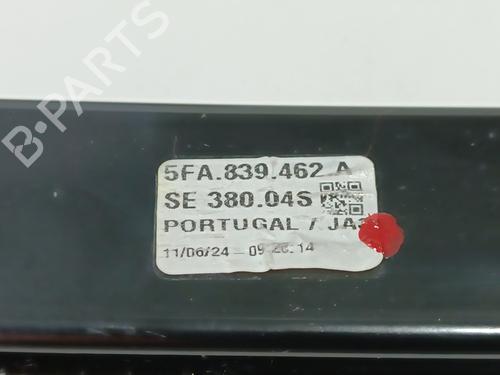 5FA.839.462 A
SE 380.04S
PORTUGAL / JA
11/06/24 - 09 26.14
B-PARTS